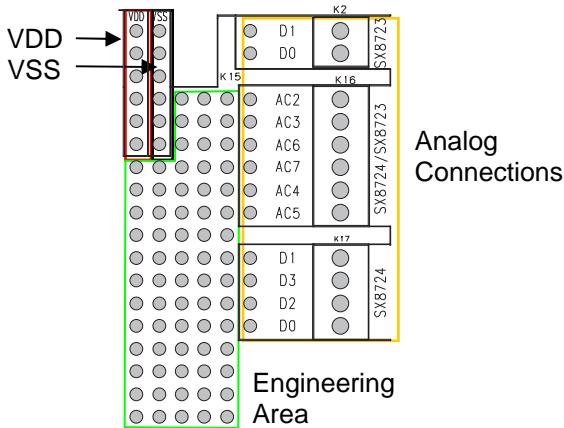 VDD
VSS
VDD VSS
K2
D1
D0
SX8723
K15
K16
AC2
AC3
AC6
AC7
AC4
AC5
SX8724/SX8723
Analog
Connections
K17
D1
D3
D2
D0
SX8724
Engineering
Area